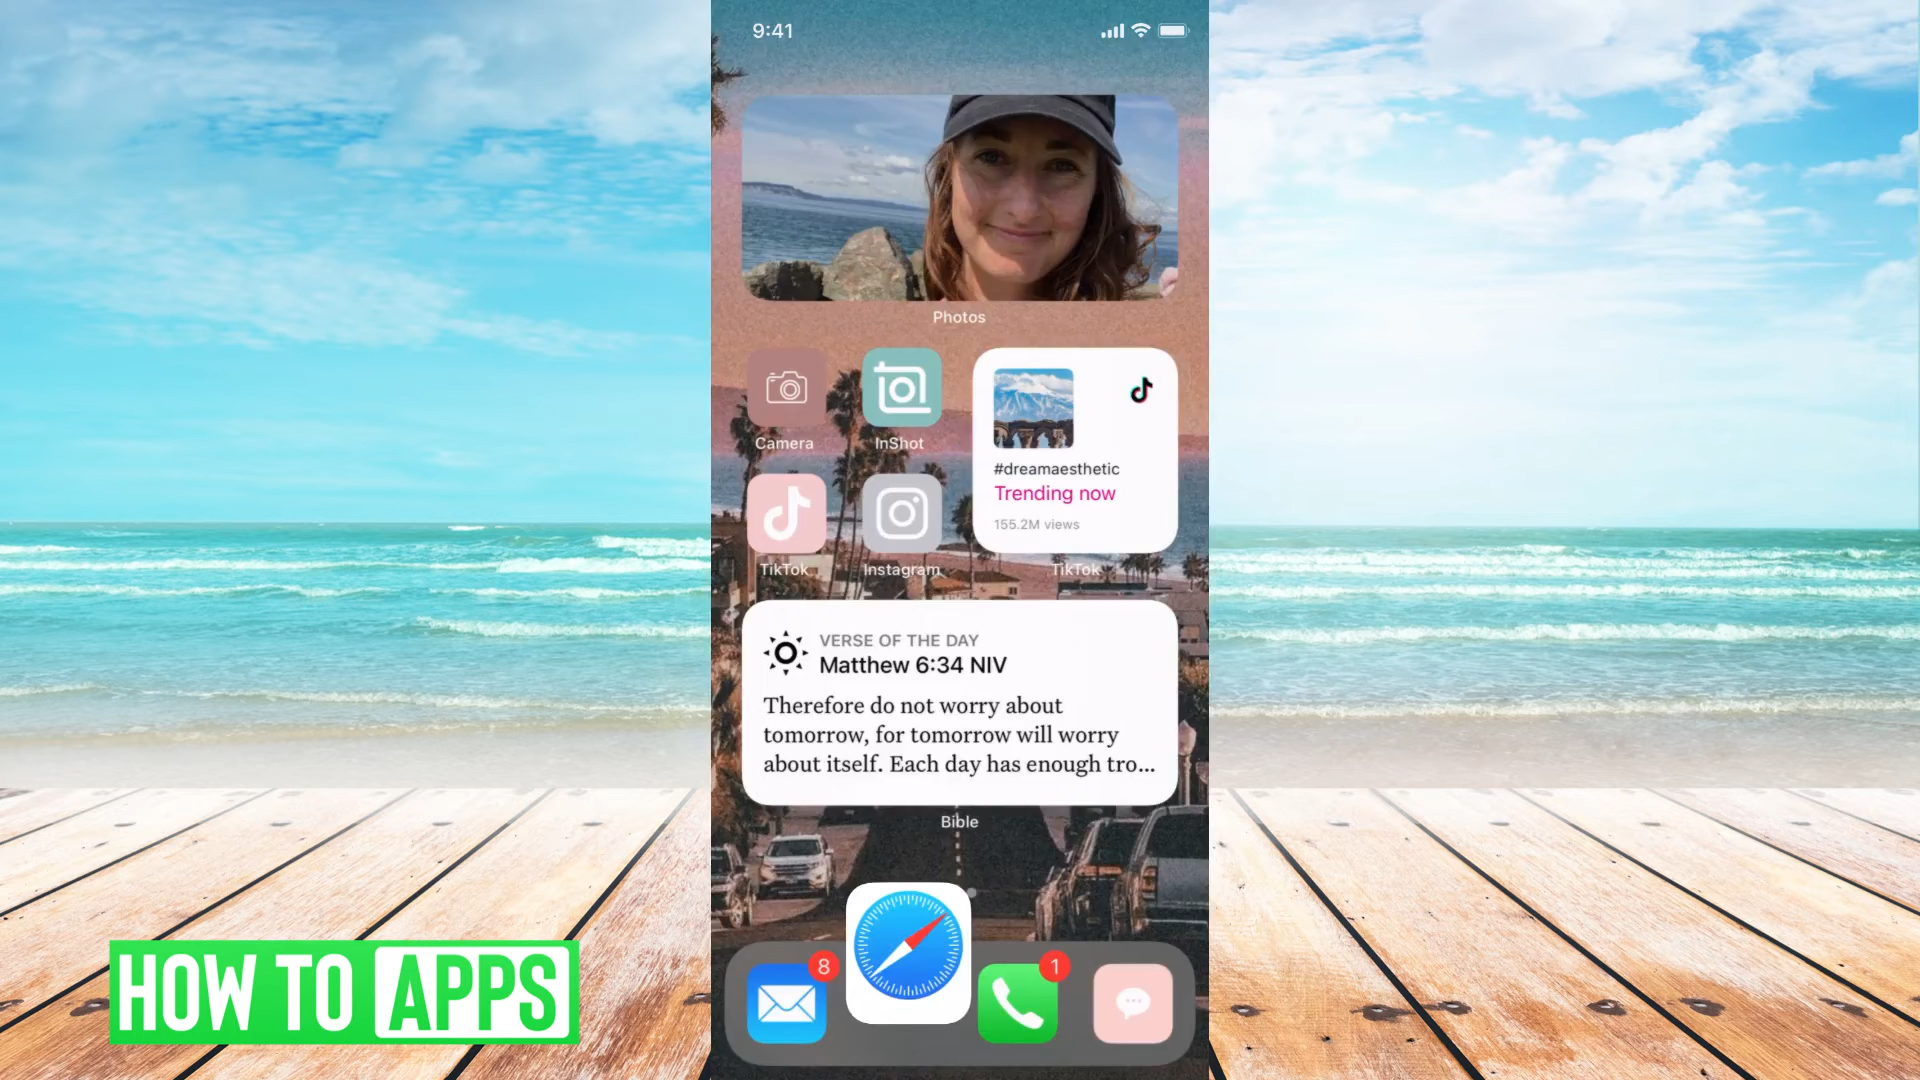 9:41
Photos
Camera
InShot
#dreamaesthetic
Trending now
155.2M views
TikTok
Instagram
TikTok
VERSE OF THE DAY
Matthew 6:34 NIV
Therefore do not worry about
tomorrow, for tomorrow will worry
about itself. Each day has enough tro...
Bible
8
1
HOW TO APPS